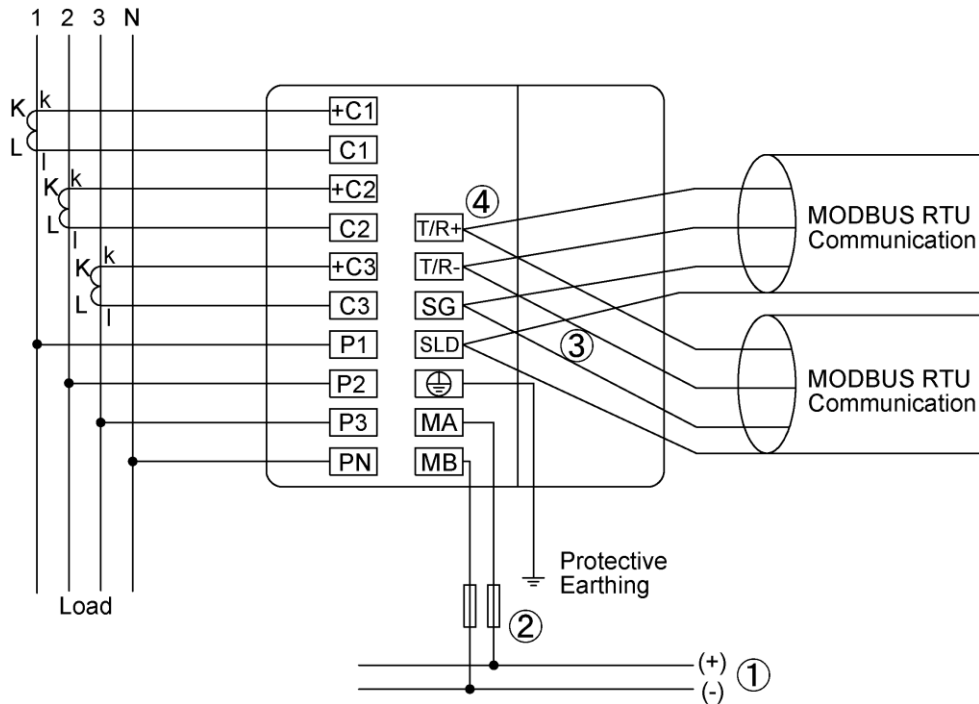 1 2 3 N
K k
L l
K k
L l
K k
L l
+C1
C1
+C2
C2
+C3
C3
P1
P2
P3
PN
④
T/R+
T/R-
SG
SLD
MA
MB
③
MODBUS RTU
Communication
MODBUS RTU
Communication
Protective
Earthing
Load
②
(+)
(-)
①